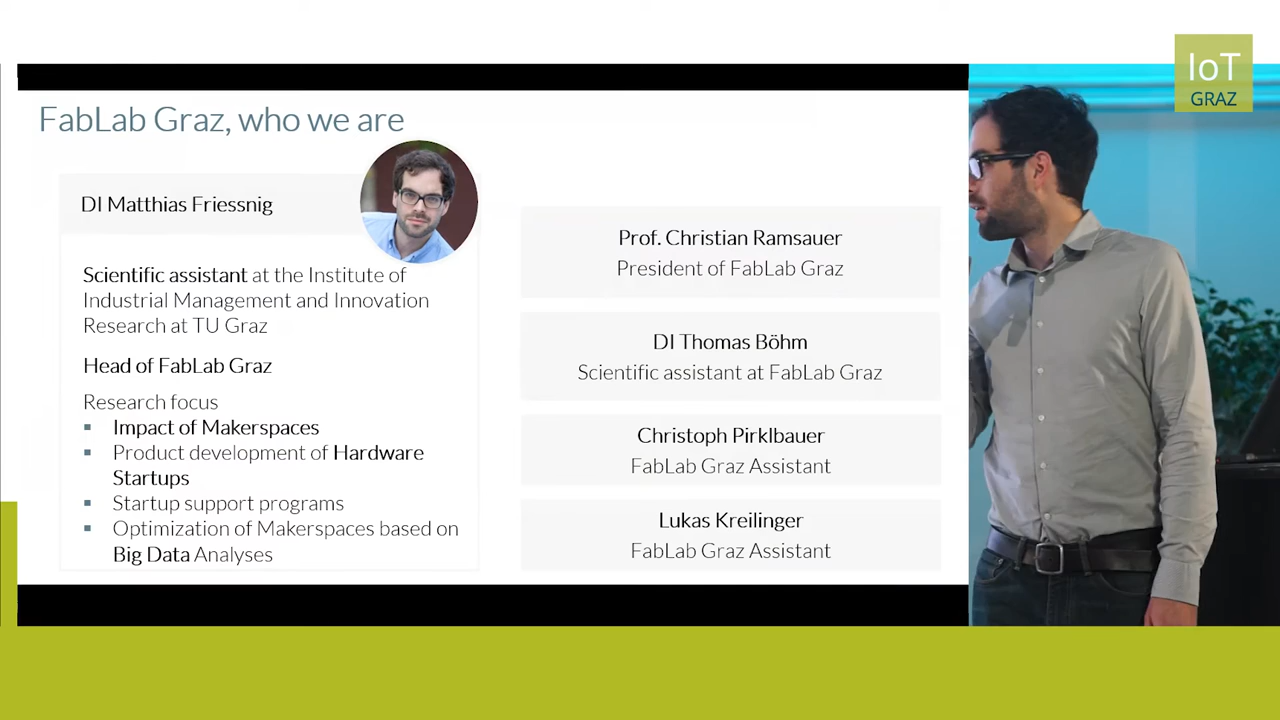 IoT
GRAZ
FabLab Graz, who we are
DI Matthias Friessnig
Scientific assistant at the Institute of
Industrial Management and Innovation
Research at TU Graz
Head of FabLab Graz
Research focus
▪ Impact of Makerspaces
▪ Product development of Hardware
Startups
▪ Startup support programs
▪ Optimization of Makerspaces based on
Big Data Analyses
Prof. Christian Ramsauer
President of FabLab Graz
DI Thomas Böhm
Scientific assistant at FabLab Graz
Christoph Pirklbauer
FabLab Graz Assistant
Lukas Kreilinger
FabLab Graz Assistant